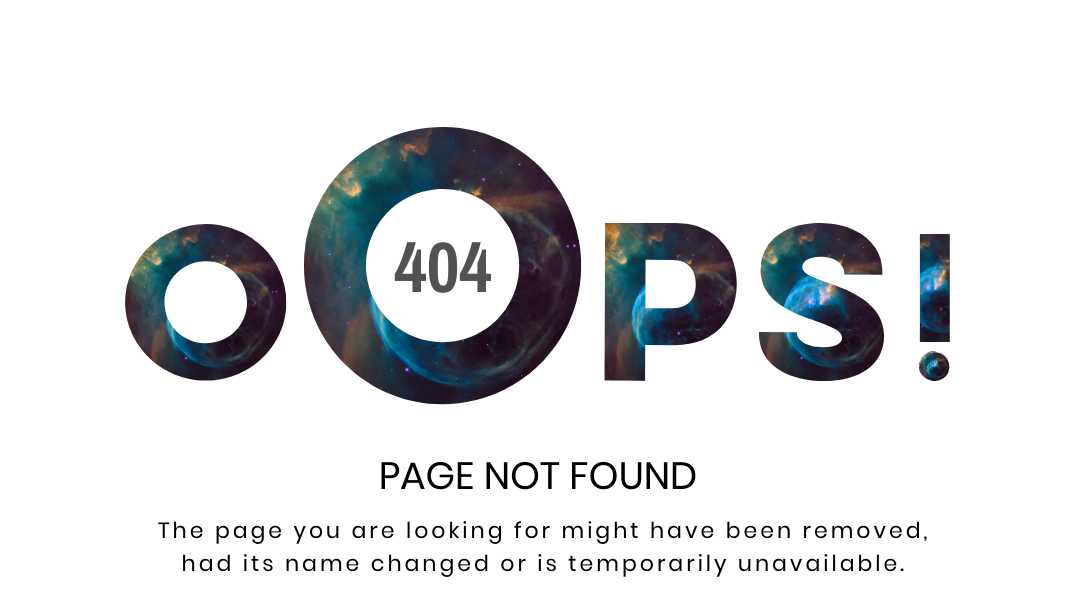 OOPS!
404
PAGE NOT FOUND
The page you are looking for might have been removed,
had its name changed or is temporarily unavailable.